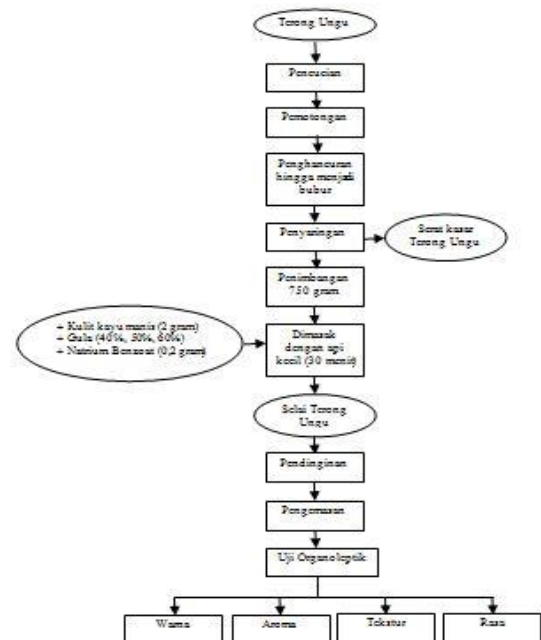 Terong Ungu
Pencucian
Pemotongan
Penghancuran
hingga menjadi
bubur
Penyaringan
Serat kasar
Terong Ungu
Penimbangan
750 gram
+ Kulit kayu manis (2 gram)
+ Gula (40%, 50%, 60%)
+ Natrium Benzoat (0,2 gram)
Dimasak
dengan api
kecil (30 menit)
Selai Terong
Ungu
Pendinginan
Pengemasan
Uji Organoleptik
Warna
Aroma
Tekstur
Rasa